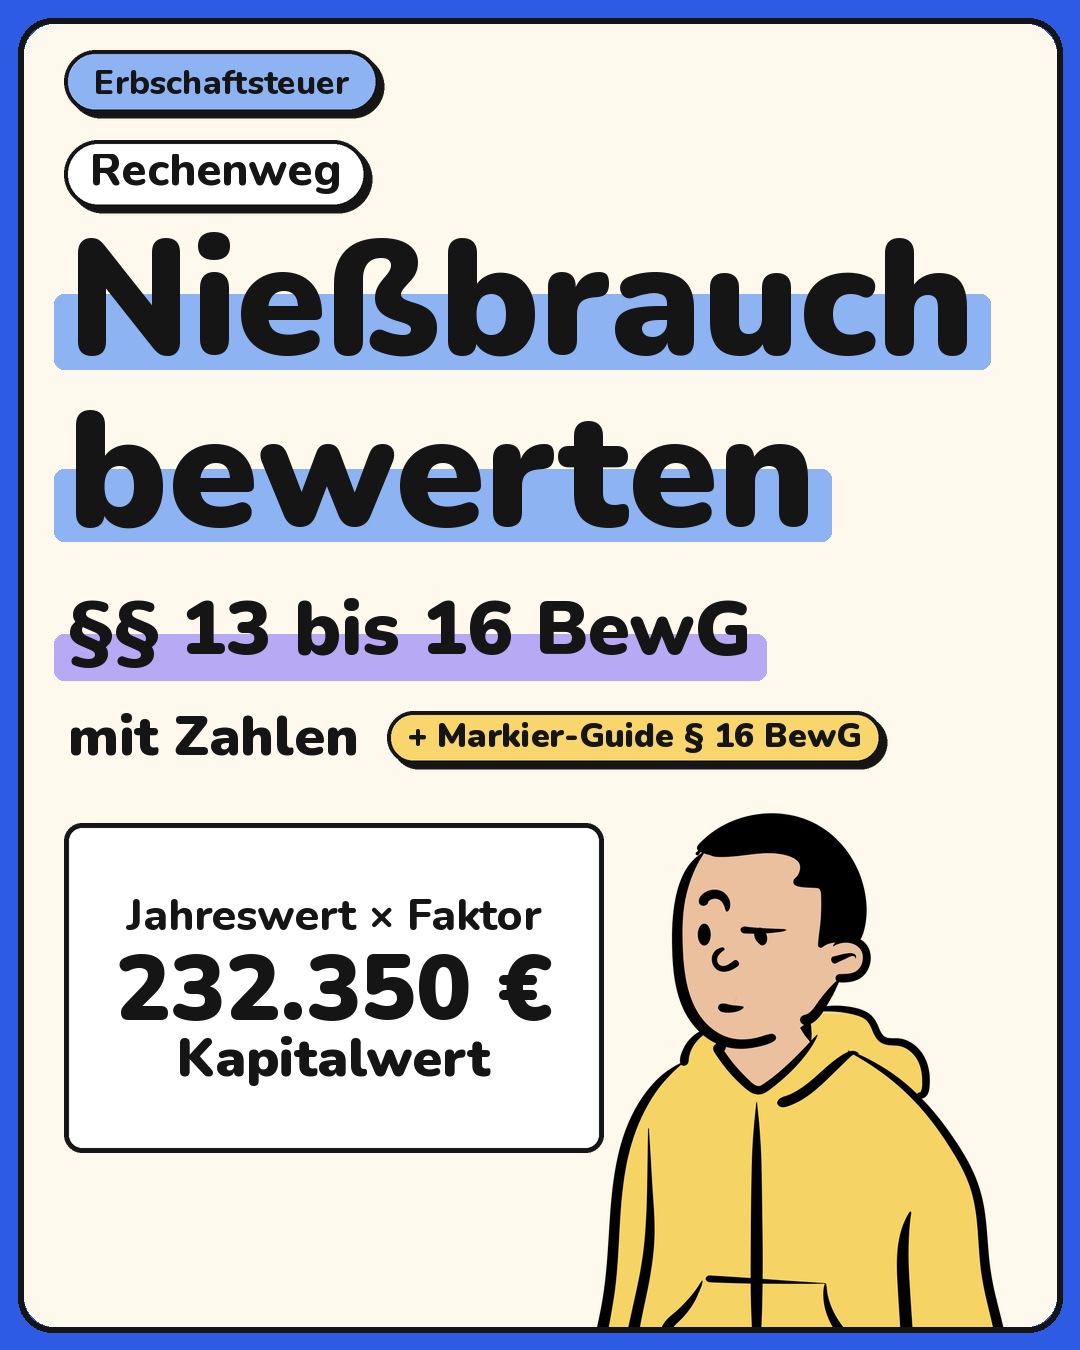 Erbschaftsteuer
Rechenweg
Nießbrauch
bewerten
§§ 13 bis 16 BewG
mit Zahlen
+ Markier-Guide § 16 BewG
Jahreswert × Faktor
232.350 €
Kapitalwert